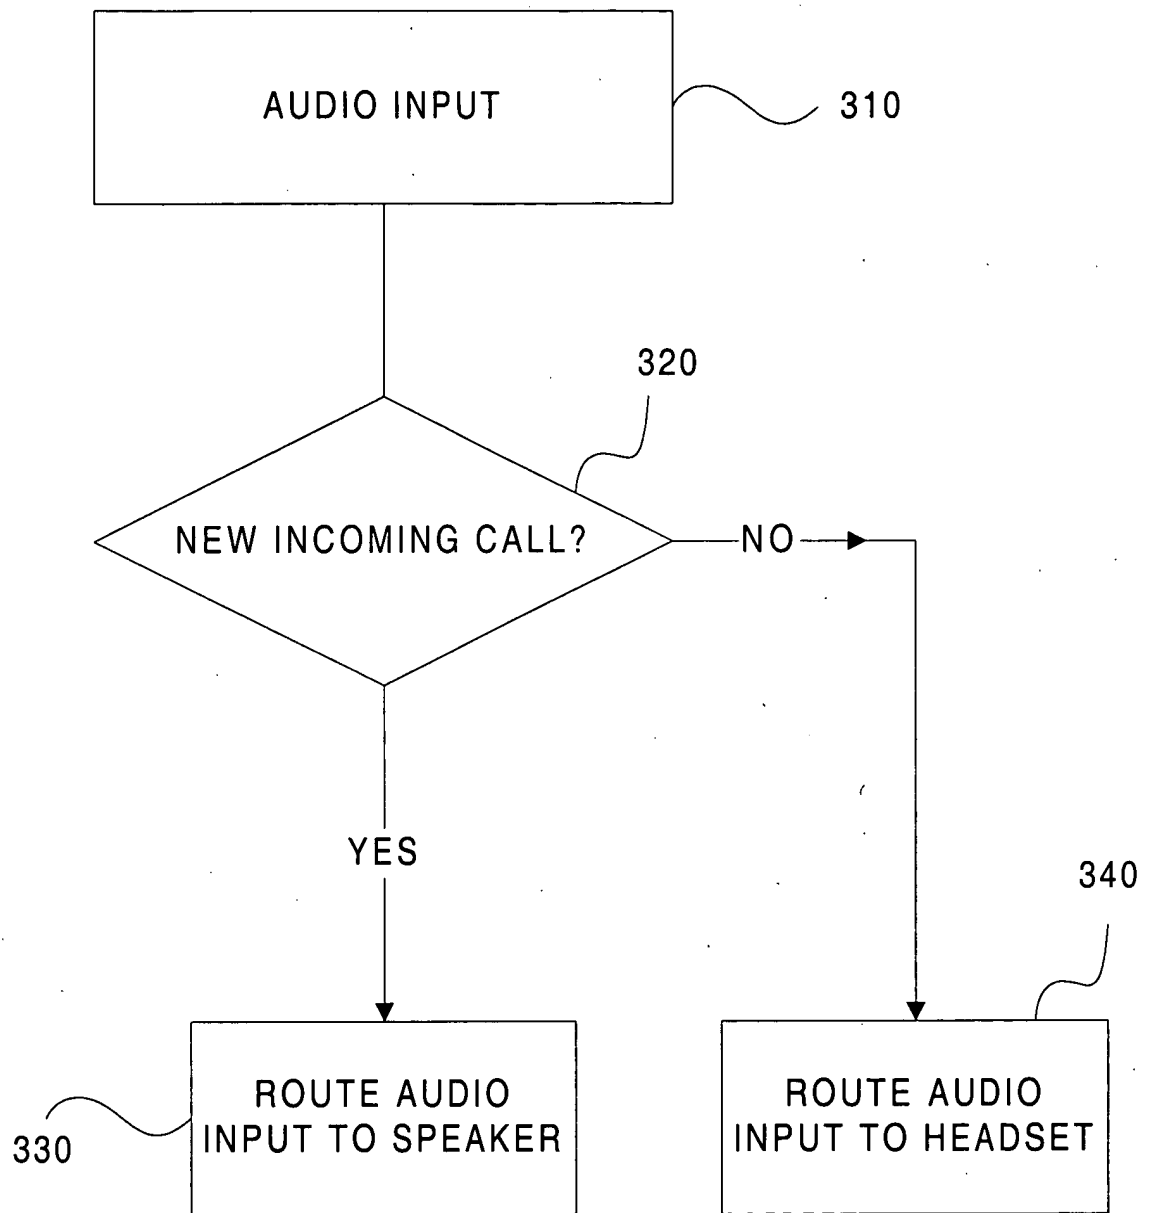 AUDIO INPUT
310
320
NEW INCOMING CALL?
NO
YES
340
ROUTE AUDIO
INPUT TO SPEAKER
330
ROUTE AUDIO
INPUT TO HEADSET